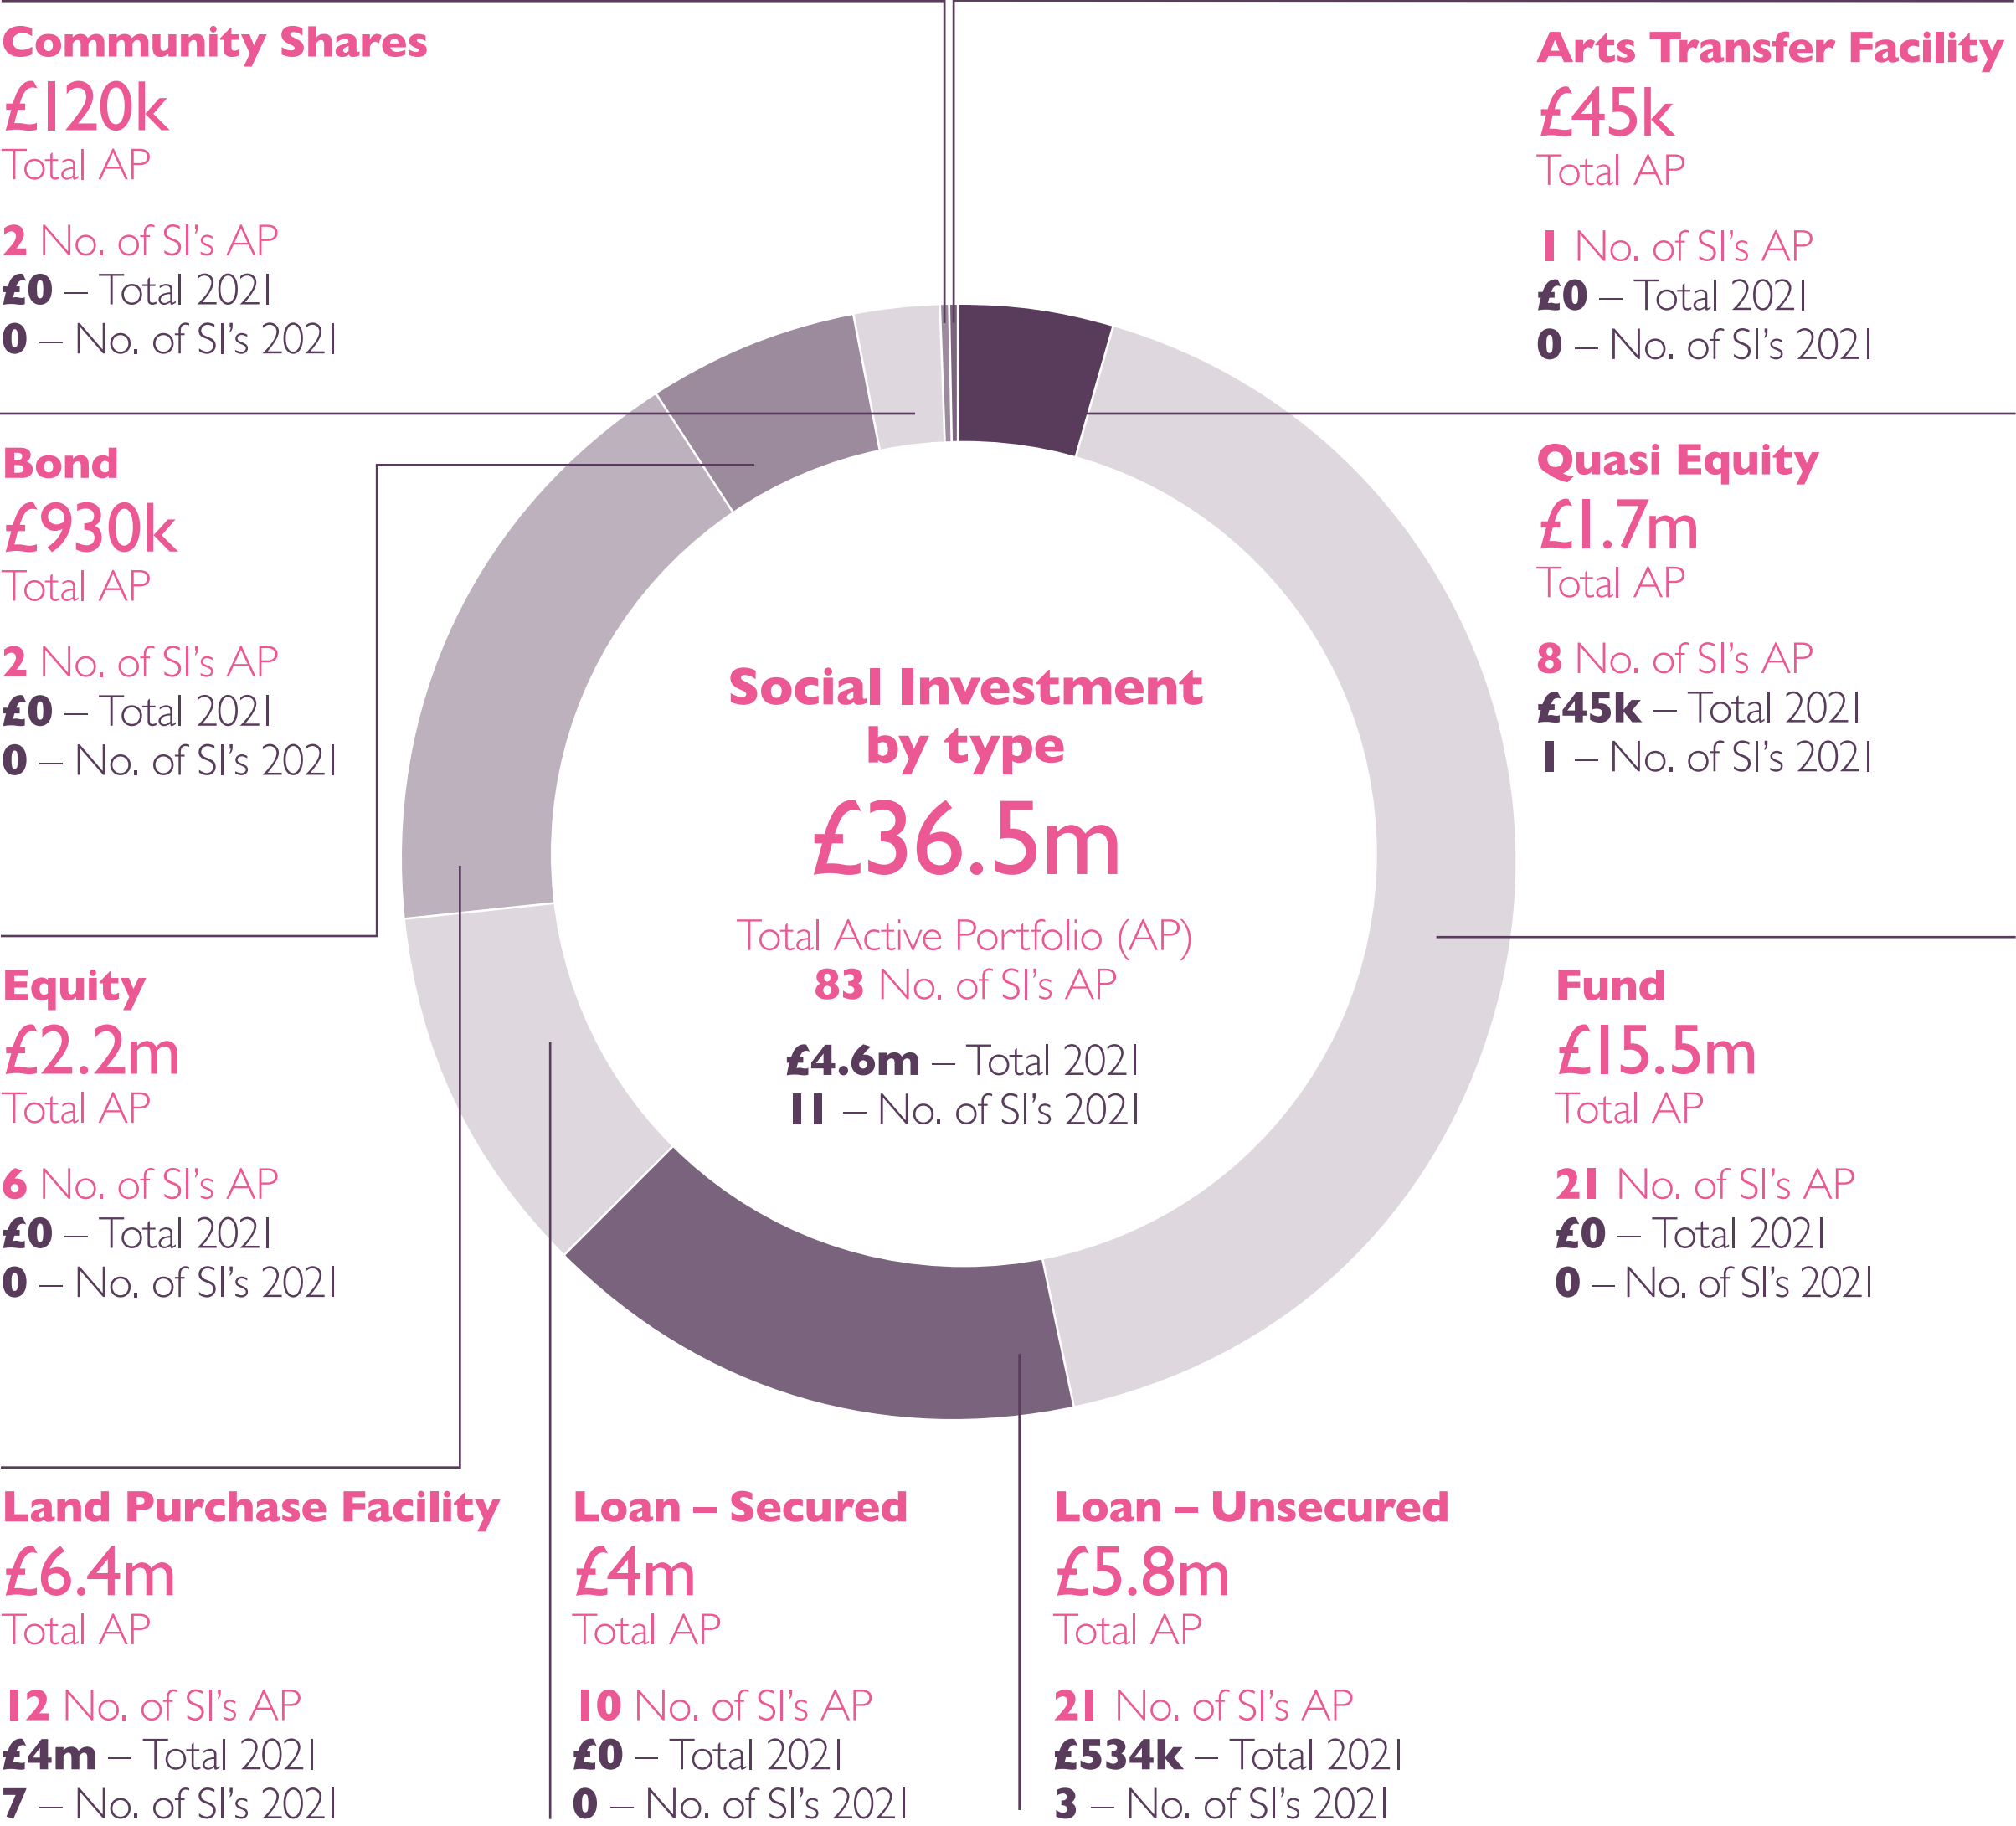 Community Shares
£120k
Total AP
2 No. of SI's AP
£0 – Total 2021
0 – No. of SI's 2021
Arts Transfer Facility
£45k
Total AP
1 No. of SI's AP
£0 – Total 2021
0 – No. of SI's 2021
Bond
£930k
Total AP
2 No. of SI's AP
£0 – Total 2021
0 – No. of SI's 2021
Quasi Equity
£1.7m
Total AP
8 No. of SI's AP
£45k – Total 2021
1 – No. of SI's 2021
Social Investment
by type
£36.5m
Total Active Portfolio (AP)
83 No. of SI's AP
£4.6m – Total 2021
11 – No. of SI's 2021
Equity
£2.2m
Total AP
6 No. of SI's AP
£0 – Total 2021
0 – No. of SI's 2021
Fund
£15.5m
Total AP
21 No. of SI's AP
£0 – Total 2021
0 – No. of SI's 2021
Land Purchase Facility
£6.4m
Total AP
12 No. of SI's AP
£4m – Total 2021
7 – No. of SI's 2021
Loan – Secured
£4m
Total AP
10 No. of SI's AP
£0 – Total 2021
0 – No. of SI's 2021
Loan – Unsecured
£5.8m
Total AP
21 No. of SI's AP
£534k – Total 2021
3 – No. of SI's 2021